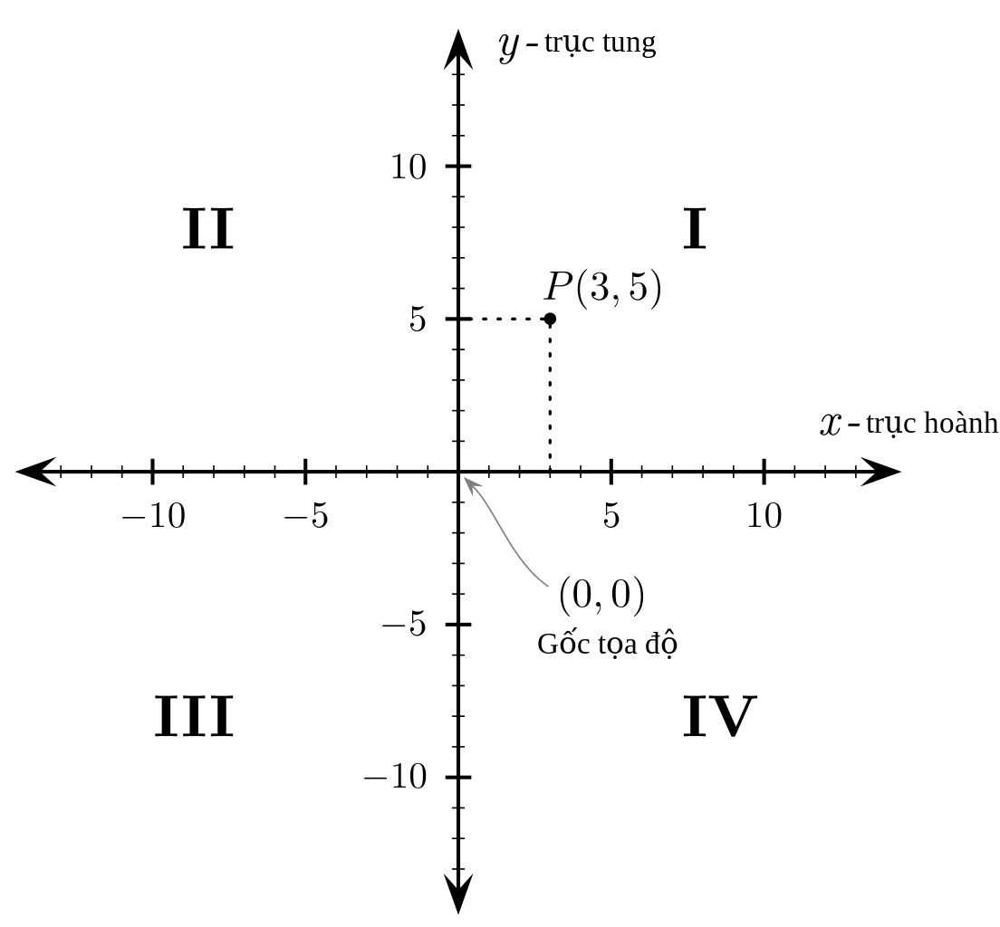 y - trục tung
10
II
I
P(3, 5)
5
x - trục hoành
−10
−5
5
10
(0, 0)
−5
Gốc tọa độ
III
IV
−10